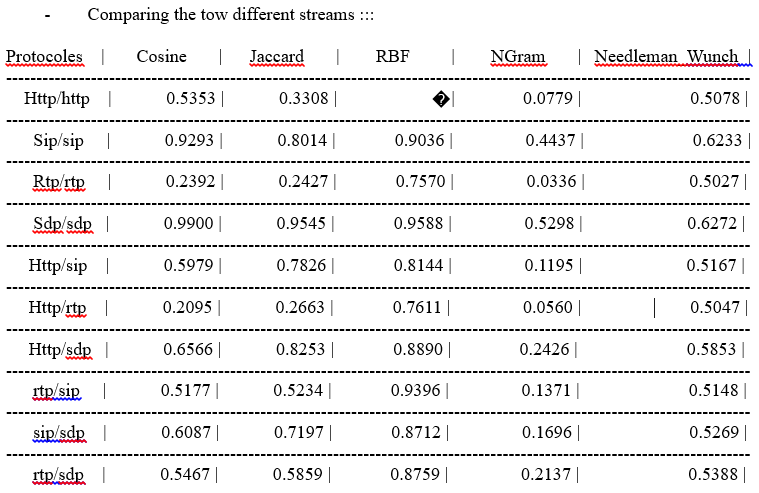 - Comparing the tow different streams :::
Protocoles | Cosine | Jaccard | RBF | NGram | Needleman_Wunch |
Http/http | 0.5353 | 0.3308 | �| 0.0779 | 0.5078 |
Sip/sip | 0.9293 | 0.8014 | 0.9036 | 0.4437 | 0.6233 |
Rtp/rtp | 0.2392 | 0.2427 | 0.7570 | 0.0336 | 0.5027 |
Sdp/sdp | 0.9900 | 0.9545 | 0.9588 | 0.5298 | 0.6272 |
Http/sip | 0.5979 | 0.7826 | 0.8144 | 0.1195 | 0.5167 |
Http/rtp | 0.2095 | 0.2663 | 0.7611 | 0.0560 | 0.5047 |
Http/sdp | 0.6566 | 0.8253 | 0.8890 | 0.2426 | 0.5853 |
rtp/sip | 0.5177 | 0.5234 | 0.9396 | 0.1371 | 0.5148 |
sip/sdp | 0.6087 | 0.7197 | 0.8712 | 0.1696 | 0.5269 |
rtp/sdp | 0.5467 | 0.5859 | 0.8759 | 0.2137 | 0.5388 |